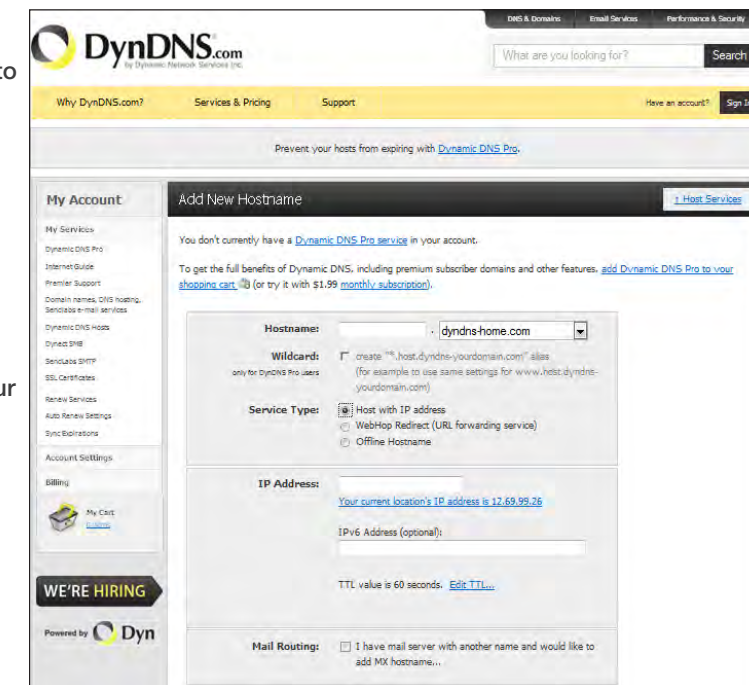 to
ur
DNS & Domains Email Services Performance & Security
DynDNS.com
by Dynamic Network Services Inc.
What are you looking for? Search
Why DynDNS.com? Services & Pricing Support Have an account? Sign In
Prevent your hosts from expiring with Dynamic DNS Pro.
My Account
My Services
Dynamic DNS Pro
Internet Guide
Premier Support
Domain names, DNS hosting,
Sendlabs e-mail services
Dynamic DNS Hosts
Dynect SMB
SendLabs SMTP
SSL Certificates
Renew Services
Auto Renew Settings
Sync Expirations
Account Settings
Billing
My Cart
WE'RE HIRING
Powered by Dyn
Add New Hostname
↑ Host Services
You don't currently have a Dynamic DNS Pro service in your account.
To get the full benefits of Dynamic DNS, including premium subscriber domains and other features, add Dynamic DNS Pro to your
shopping cart (or try it with $1.99 monthly subscription).
Hostname: . dyndns-home.com
Wildcard: create "*.host.dyndns-yourdomain.com" alias
only for DynDNS Pro users (for example to use same settings for www.host.dyndns-
yourdomain.com)
Service Type: Host with IP address
WebHop Redirect (URL forwarding service)
Offline Hostname
IP Address:
Your current location's IP address is 12.69.99.26
IPv6 Address (optional):
TTL value is 60 seconds. Edit TTL...
Mail Routing: I have mail server with another name and would like to
add MX hostname...